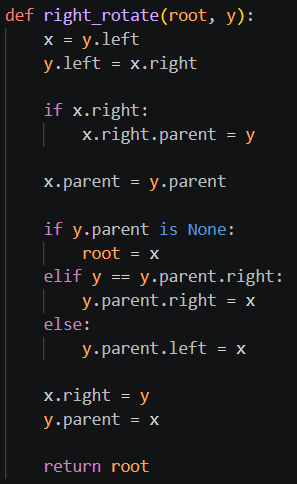 def right_rotate(root, y):
    x = y.left
    y.left = x.right

    if x.right:
        x.right.parent = y

    x.parent = y.parent

    if y.parent is None:
        root = x
    elif y == y.parent.right:
        y.parent.right = x
    else:
        y.parent.left = x

    x.right = y
    y.parent = x

    return root